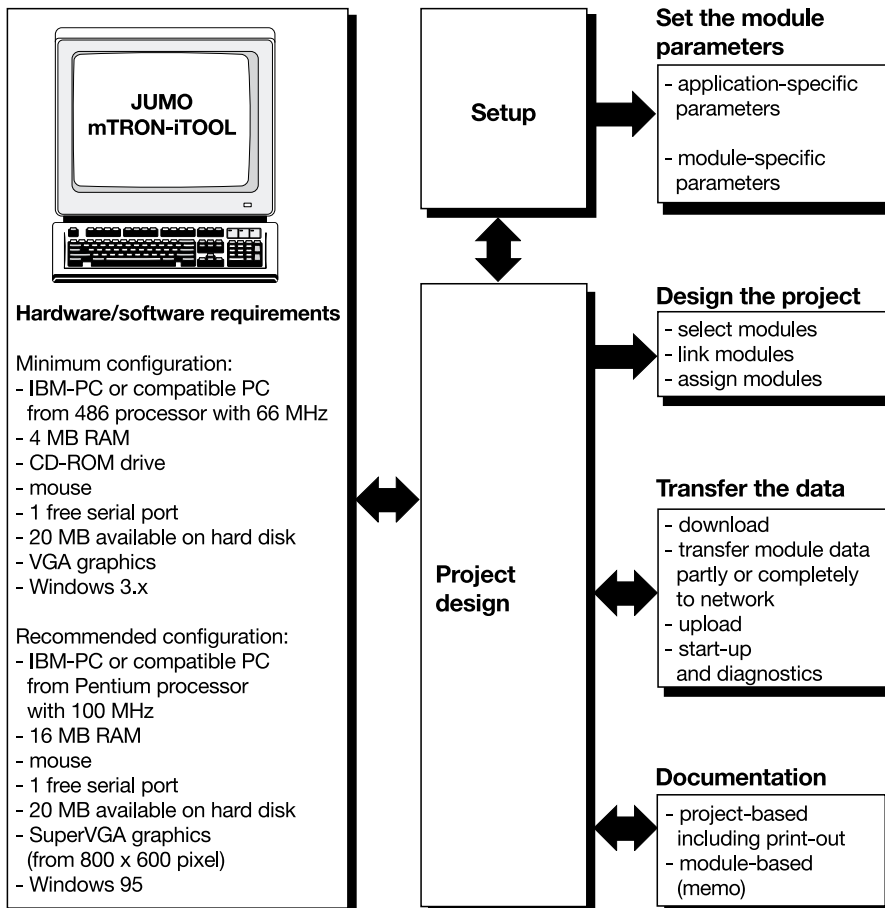 JUMO
mTRON-iTOOL
Hardware/software requirements
Minimum configuration:
- IBM-PC or compatible PC
from 486 processor with 66 MHz
- 4 MB RAM
- CD-ROM drive
- mouse
- 1 free serial port
- 20 MB available on hard disk
- VGA graphics
- Windows 3.x
Recommended configuration:
- IBM-PC or compatible PC
from Pentium processor
with 100 MHz
- 16 MB RAM
- mouse
- 1 free serial port
- 20 MB available on hard disk
- SuperVGA graphics
(from 800 x 600 pixel)
- Windows 95
Setup
Project
design
Set the module
parameters
- application-specific
parameters
- module-specific
parameters
Design the project
- select modules
- link modules
- assign modules
Transfer the data
- download
- transfer module data
partly or completely
to network
- upload
- start-up
and diagnostics
Documentation
- project-based
including print-out
- module-based
(memo)